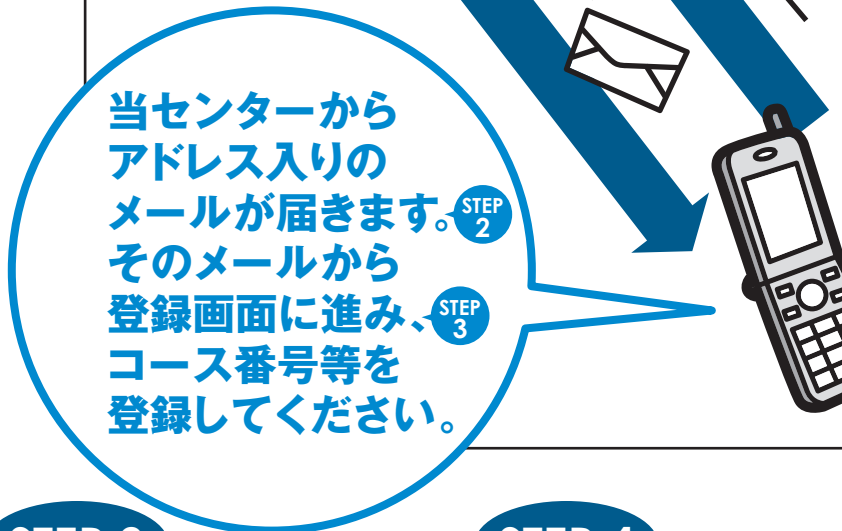 当センターから
アドレス入りの
メールが届きます。STEP 2
そのメールから
登録画面に進み、STEP 3
コース番号等を
登録してください。